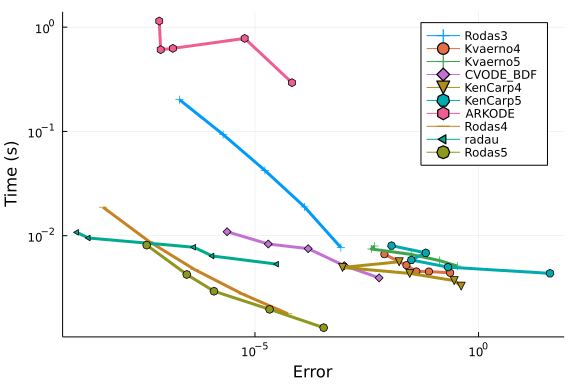 10⁰
10⁻¹
10⁻²
Time (s)
Rodas3
Kvaerno4
Kvaerno5
CVODE_BDF
KenCarp4
KenCarp5
ARKODE
Rodas4
radau
Rodas5
10⁻⁵
10⁰
Error